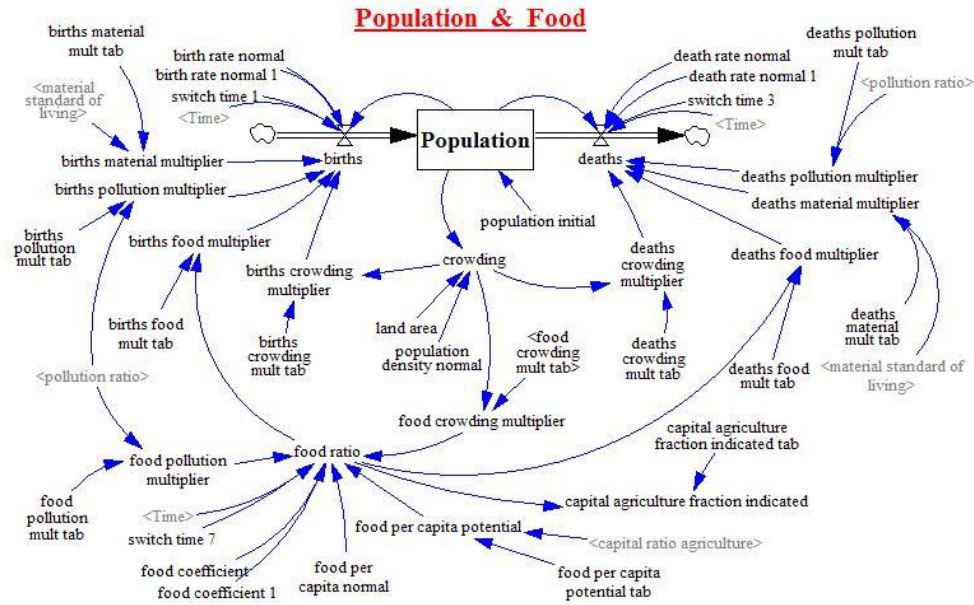 Population & Food
births material
mult tab
birth rate normal
birth rate normal 1
switch time 1
<Time>
death rate normal
death rate normal 1
switch time 3
<Time>
deaths pollution
mult tab
<pollution ratio>
<material
standard of
living>
births material multiplier
births pollution multiplier
births
Population
deaths
deaths pollution multiplier
deaths material multiplier
births
pollution
mult tab
births food multiplier
births crowding
multiplier
population initial
crowding
deaths
crowding
multiplier
deaths food multiplier
births food
mult tab
births
crowding
mult tab
land area
population
density normal
<food
crowding
mult tab>
deaths
crowding
mult tab
deaths food
mult tab
deaths
material
mult tab
<material standard of
living>
<pollution ratio>
food crowding multiplier
capital agriculture
fraction indicated tab
food pollution
multiplier
food ratio
food
pollution
mult tab
<Time>
switch time 7
food coefficient
food coefficient 1
food per
capita normal
food per capita potential
capital agriculture fraction indicated
<capital ratio agriculture>
food per capita
potential tab